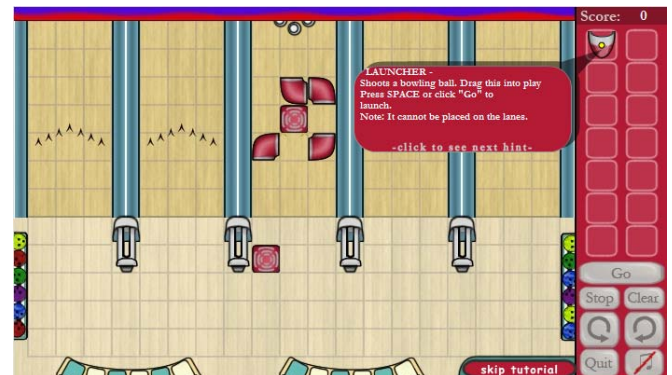 Score: 0
LAUNCHER -
Shoots a bowling ball. Drag this into play
Press SPACE or click "Go" to
launch.
Note: It cannot be placed on the lanes.
-click to see next hint-
Go
Stop Clear
Quit
skip tutorial